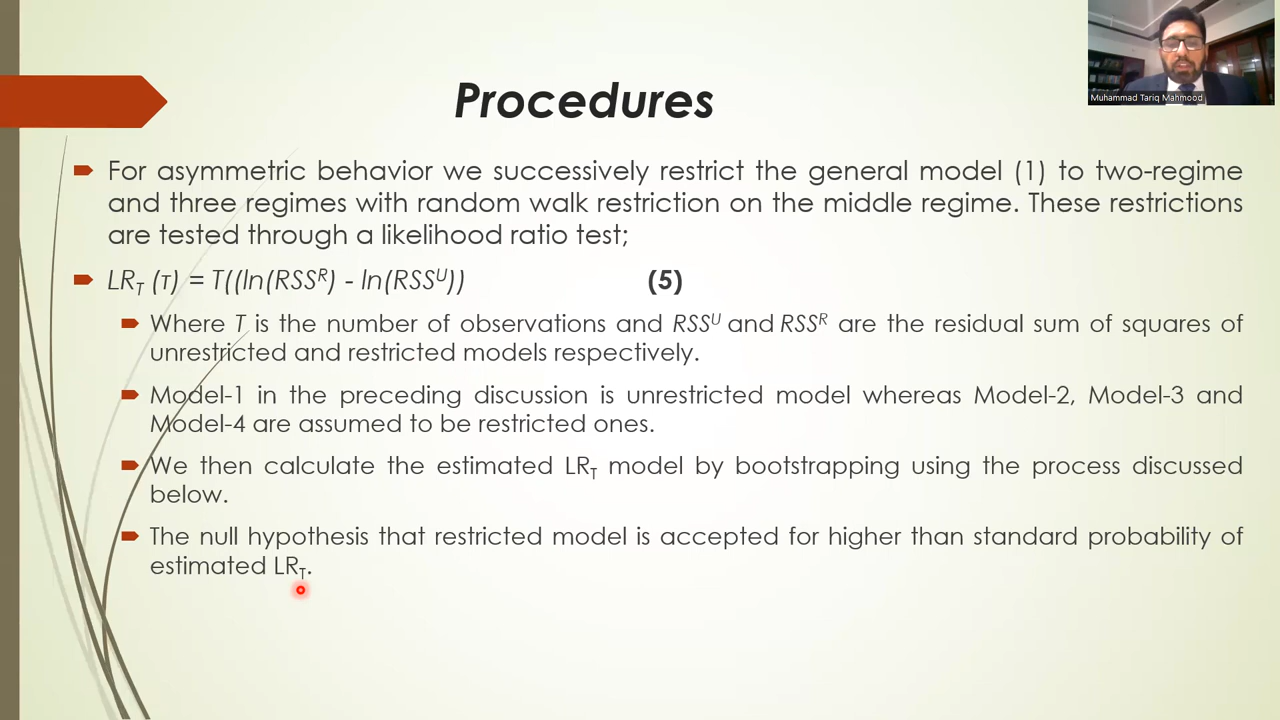 Procedures
Muhammad Tariq Mahmood
For asymmetric behavior we successively restrict the general model (1) to two-regime
and three regimes with random walk restriction on the middle regime. These restrictions
are tested through a likelihood ratio test;
LR_T (τ) = T((ln(RSS^R) - ln(RSS^U)) (5)
Where T is the number of observations and RSS^U and RSS^R are the residual sum of squares of
unrestricted and restricted models respectively.
Model-1 in the preceding discussion is unrestricted model whereas Model-2, Model-3 and
Model-4 are assumed to be restricted ones.
We then calculate the estimated LR_T model by bootstrapping using the process discussed
below.
The null hypothesis that restricted model is accepted for higher than standard probability of
estimated LR_T.